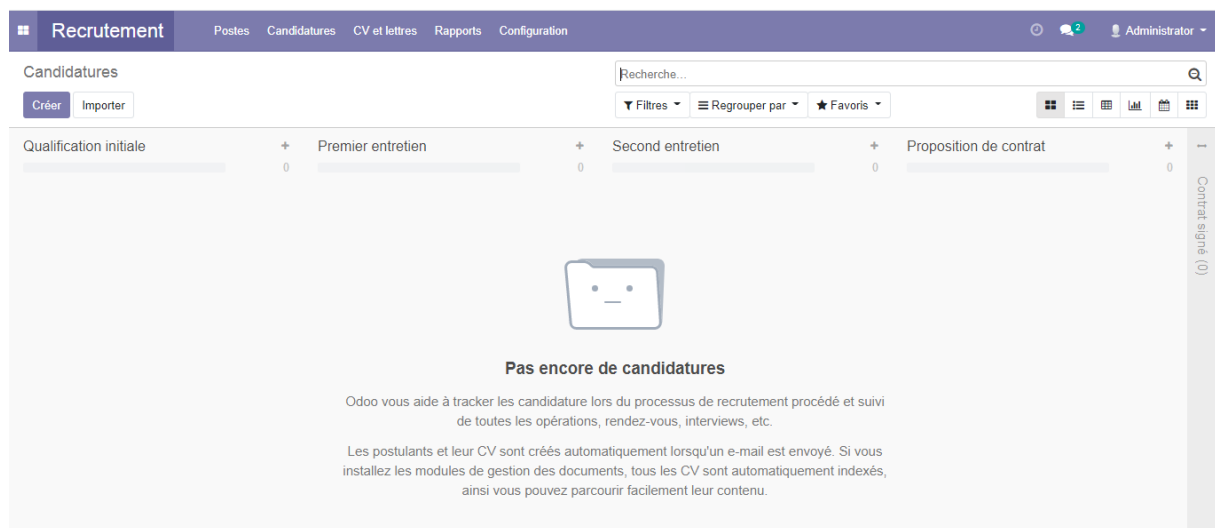 Recrutement Postes Candidatures CV et lettres Rapports Configuration 2 Administrator
Candidatures Recherche...
Créer Importer Filtres Regrouper par Favoris
Qualification initiale + Premier entretien + Second entretien + Proposition de contrat +
0 0 0 0
Contrat signé (0)
Pas encore de candidatures
Odoo vous aide à tracker les candidature lors du processus de recrutement procédé et suivi
de toutes les opérations, rendez-vous, interviews, etc.
Les postulants et leur CV sont créés automatiquement lorsqu'un e-mail est envoyé. Si vous
installez les modules de gestion des documents, tous les CV sont automatiquement indexés,
ainsi vous pouvez parcourir facilement leur contenu.